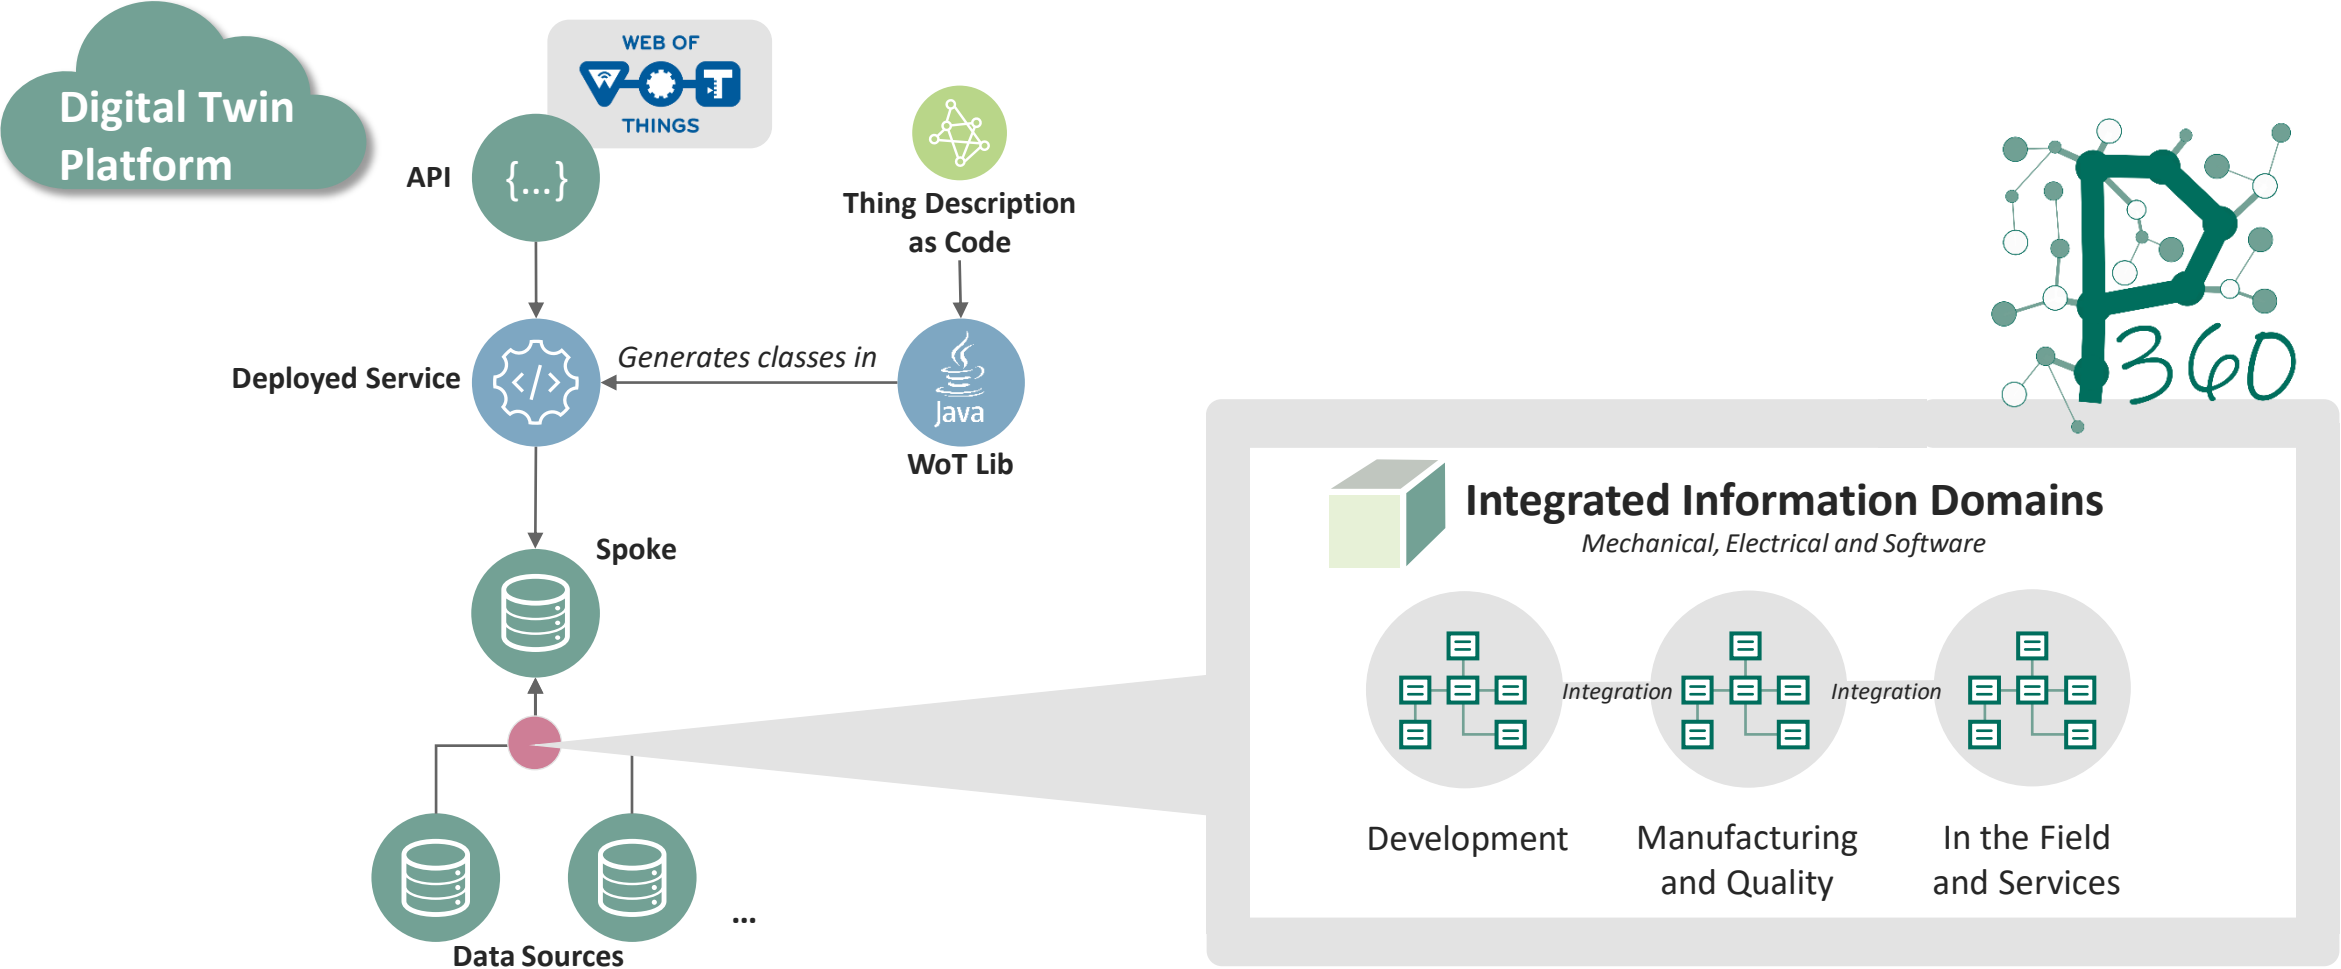 Digital Twin
Platform
WEB OF
W O T
THINGS
API
{...}
Thing Description
as Code
Deployed Service
</>
Generates classes in
Java
WoT Lib
Spoke
Data Sources
...
P
360
Integrated Information Domains
Mechanical, Electrical and Software
Integration
Integration
Development
Manufacturing
and Quality
In the Field
and Services